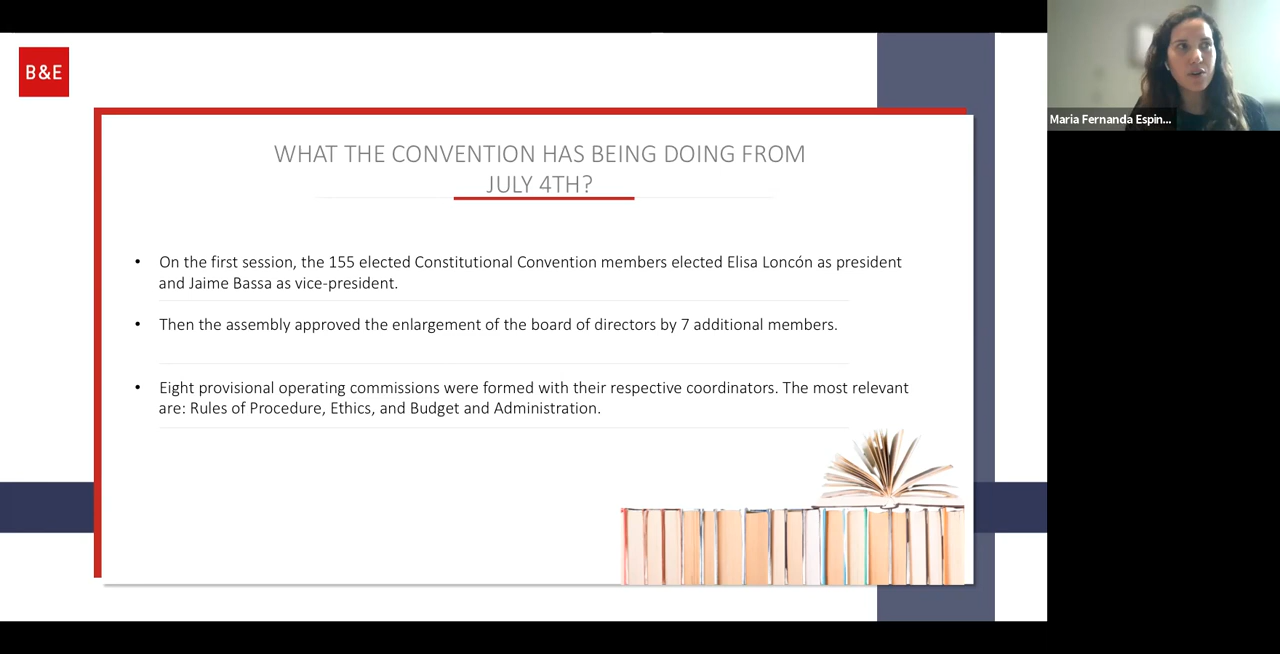 B&E
WHAT THE CONVENTION HAS BEING DOING FROM
JULY 4TH?
• On the first session, the 155 elected Constitutional Convention members elected Elisa Loncón as president
and Jaime Bassa as vice-president.
• Then the assembly approved the enlargement of the board of directors by 7 additional members.
• Eight provisional operating commissions were formed with their respective coordinators. The most relevant
are: Rules of Procedure, Ethics, and Budget and Administration.
Maria Fernanda Espin...